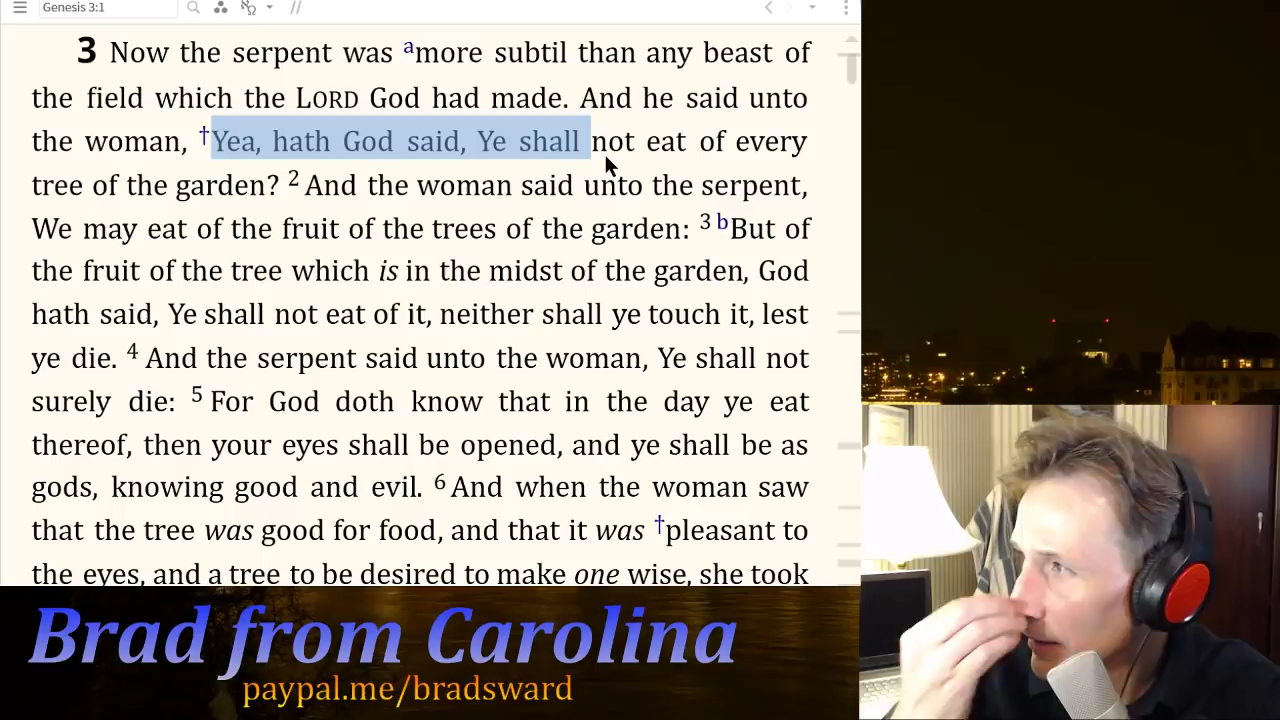 Genesis 3:1
3 Now the serpent was amore subtil than any beast of
the field which the LORD God had made. And he said unto
the woman, †Yea, hath God said, Ye shall not eat of every
tree of the garden? 2 And the woman said unto the serpent,
We may eat of the fruit of the trees of the garden: 3 bBut of
the fruit of the tree which is in the midst of the garden, God
hath said, Ye shall not eat of it, neither shall ye touch it, lest
ye die. 4 And the serpent said unto the woman, Ye shall not
surely die: 5 For God doth know that in the day ye eat
thereof, then your eyes shall be opened, and ye shall be as
gods, knowing good and evil. 6 And when the woman saw
that the tree was good for food, and that it was †pleasant to
the eyes, and a tree to be desired to make one wise, she took
Brad from Carolina
paypal.me/bradsward